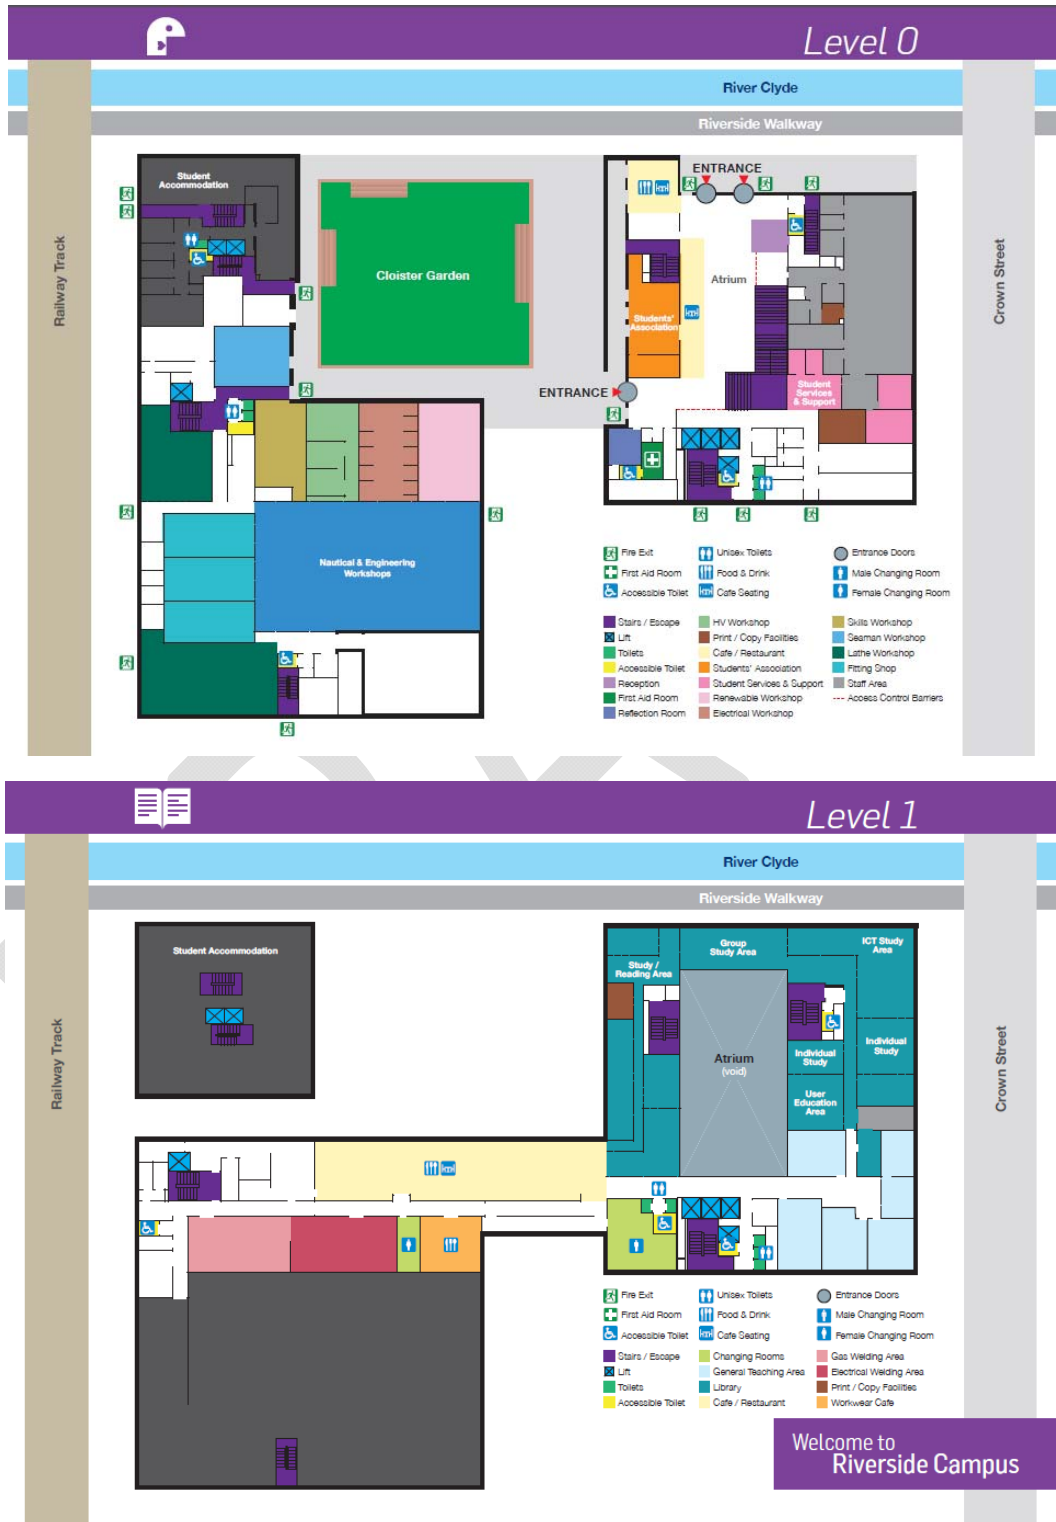 Level 0
River Clyde
Riverside Walkway
Railway Track
Crown Street
Student
Accommodation
ENTRANCE
Cloister Garden
Atrium
Students'
Association
ENTRANCE
Student
Services
& Support
Nautical & Engineering
Workshops
Fire Exit
Unisex Toilets
Entrance Doors
First Aid Room
Food & Drink
Male Changing Room
Accessible Toilet
Cafe Seating
Female Changing Room
Stairs / Escape
HV Workshop
Skills Workshop
Lift
Print / Copy Facilities
Seaman Workshop
Toilets
Cafe / Restaurant
Lathe Workshop
Accessible Toilet
Students' Association
Fitting Shop
Reception
Student Services & Support
Staff Area
First Aid Room
Renewable Workshop
Access Control Barriers
Reflection Room
Electrical Workshop
Level 1
River Clyde
Riverside Walkway
Railway Track
Crown Street
Student Accommodation
Group
Study Area
ICT Study
Area
Study /
Reading Area
Individual
Study
Individual
Study
Atrium
(void)
User
Education
Area
Fire Exit
Unisex Toilets
Entrance Doors
First Aid Room
Food & Drink
Male Changing Room
Accessible Toilet
Cafe Seating
Female Changing Room
Stairs / Escape
Changing Rooms
Gas Welding Area
Lift
General Teaching Area
Electrical Welding Area
Toilets
Library
Print / Copy Facilities
Accessible Toilet
Cafe / Restaurant
Workwear Cafe
Welcome to
Riverside Campus